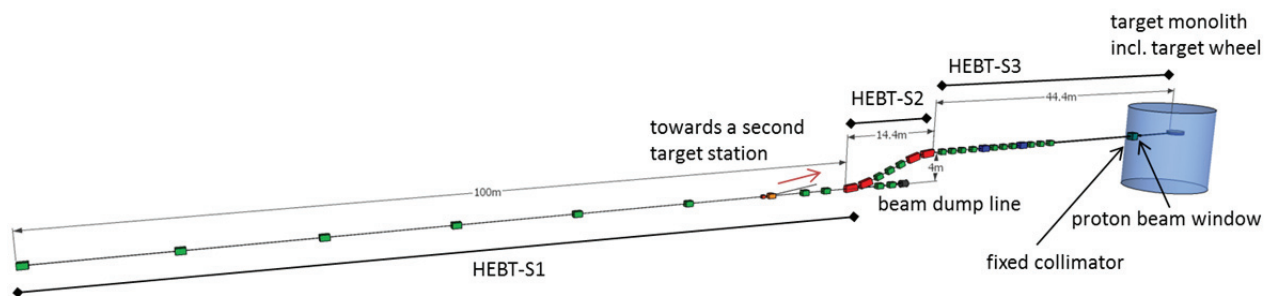 target monolith
incl. target wheel
HEBT-S3
44.4m
HEBT-S2
14.4m
towards a second
target station
4m
100m
beam dump line
proton beam window
fixed collimator
HEBT-S1